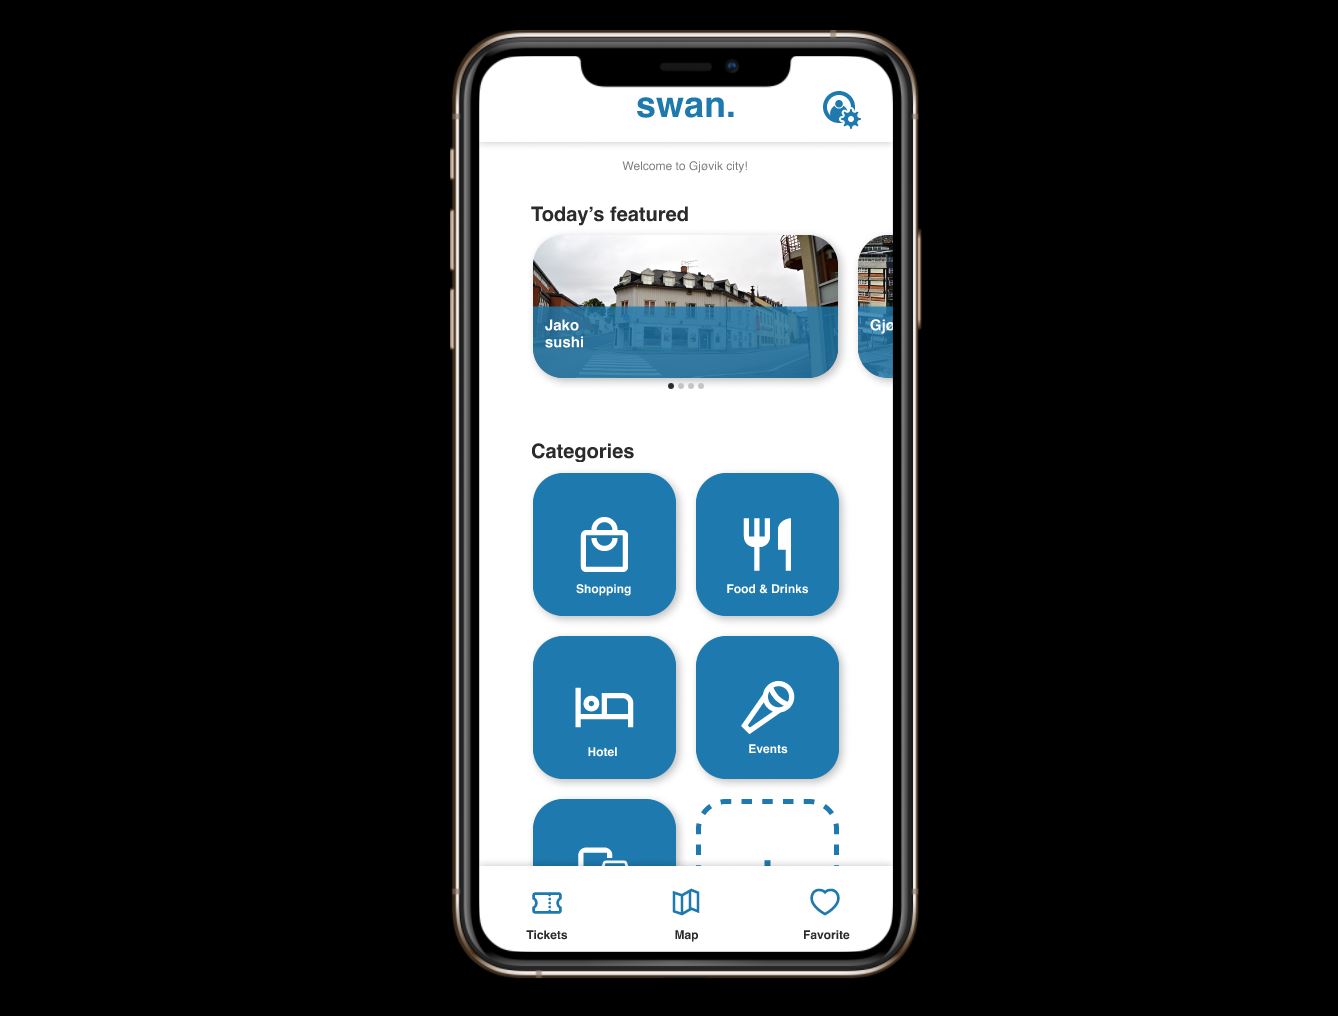 swan.
Welcome to Gjøvik city!
Today’s featured
Jako
sushi
Gjø
Categories
Shopping
Food & Drinks
Hotel
Events
Tickets
Map
Favorite